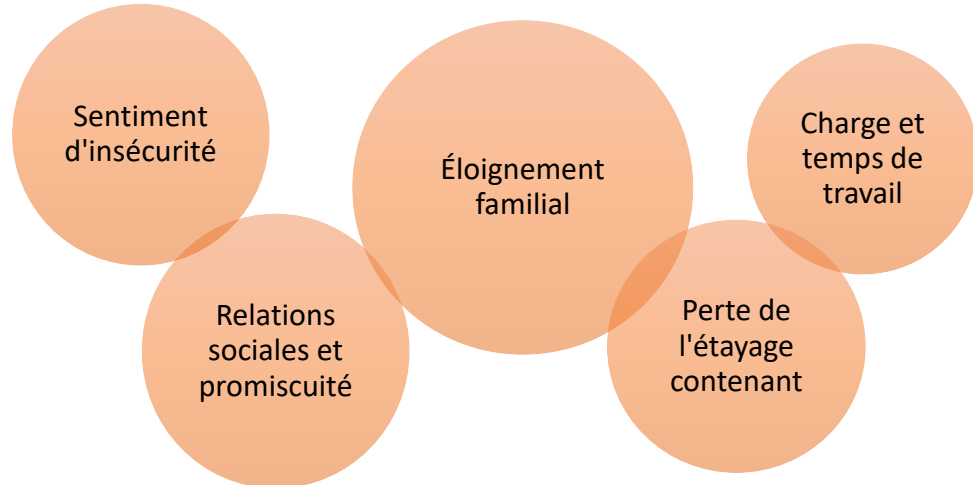 Sentiment
d'insécurité
Relations
sociales et
promiscuité
Éloignement
familial
Perte de
l'étayage
contenant
Charge et
temps de
travail